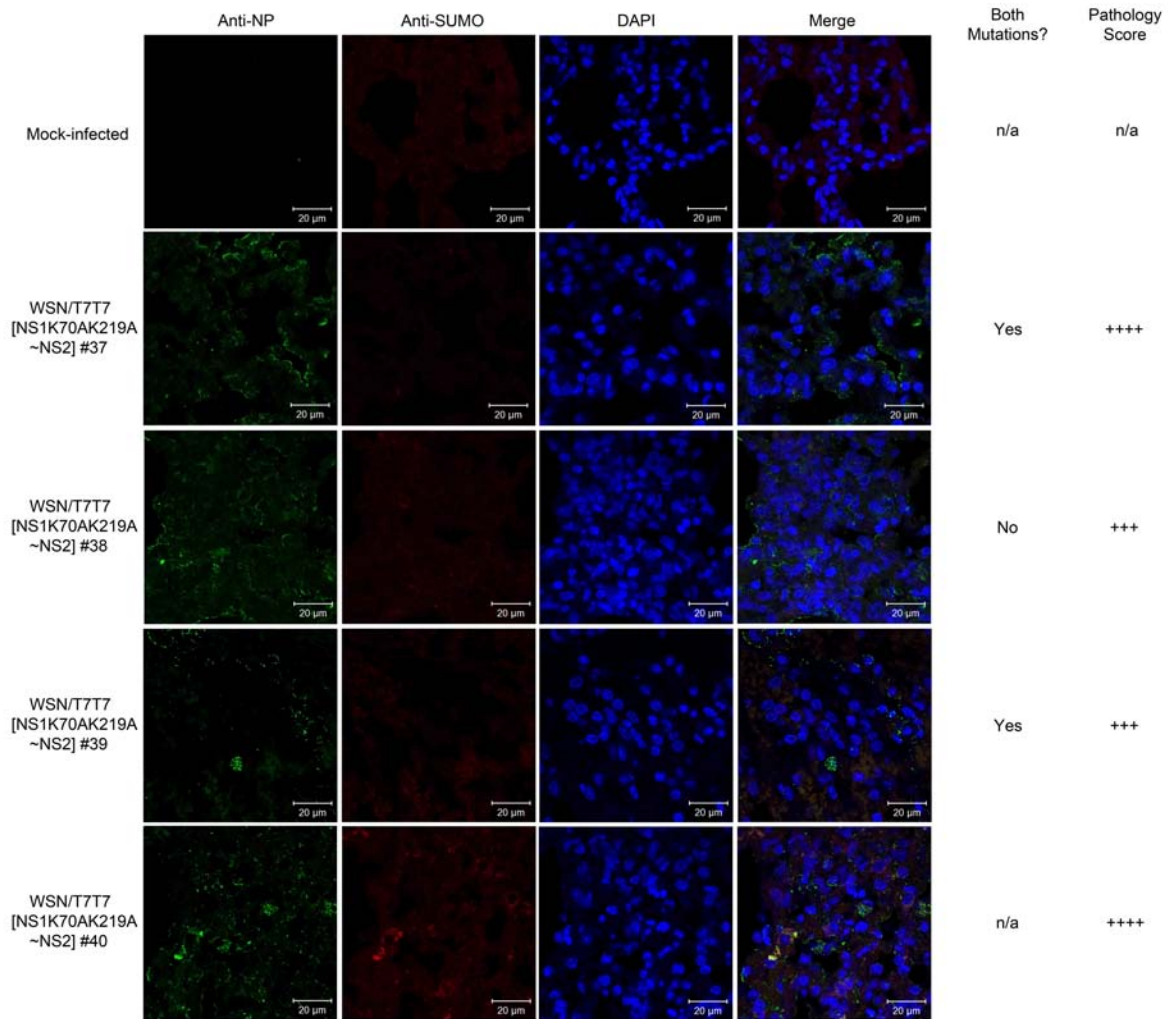 Anti-NP Anti-SUMO DAPI Merge Both Mutations? Pathology Score
Mock-infected n/a n/a
20 µm 20 µm 20 µm 20 µm
WSN/T7T7
[NS1K70AK219A
~NS2] #37
Yes ++++
20 µm 20 µm 20 µm 20 µm
WSN/T7T7
[NS1K70AK219A
~NS2] #38
No +++
20 µm 20 µm 20 µm 20 µm
WSN/T7T7
[NS1K70AK219A
~NS2] #39
Yes +++
20 µm 20 µm 20 µm 20 µm
WSN/T7T7
[NS1K70AK219A
~NS2] #40
n/a ++++
20 µm 20 µm 20 µm 20 µm